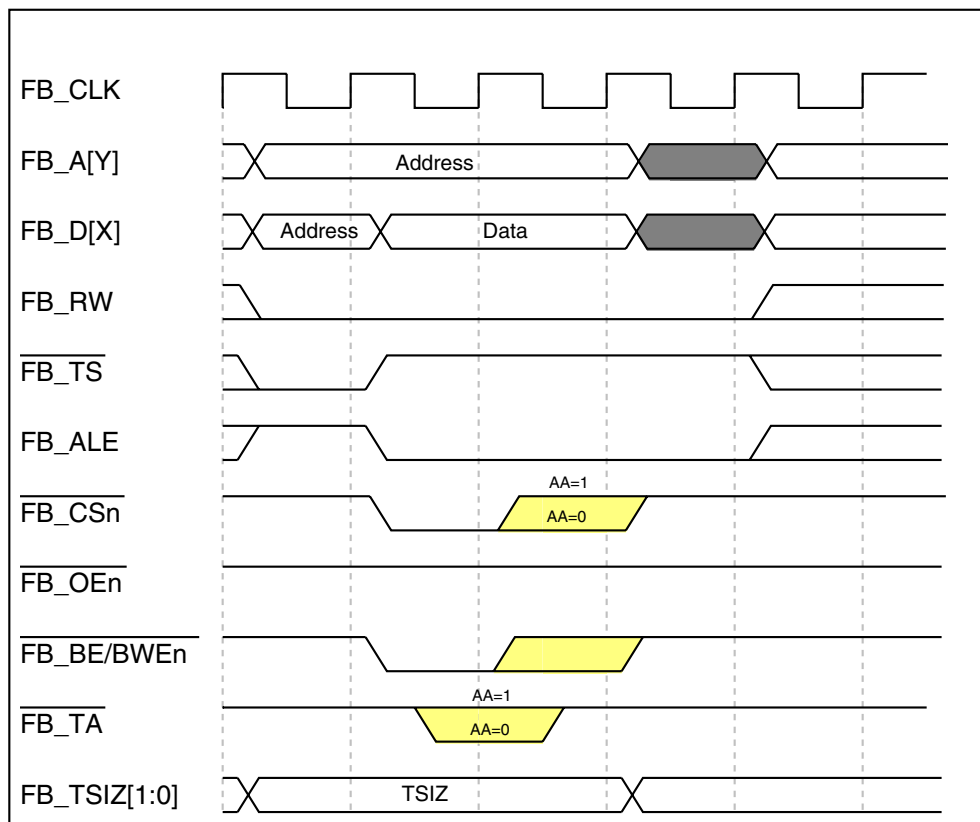 FB_CLK
FB_A[Y] Address
FB_D[X] Address Data
FB_RW
FB_TS
FB_ALE
AA=1
FB_CSn AA=0
FB_OEn
FB_BE/BWEn
AA=1
FB_TA AA=0
FB_TSIZ[1:0] TSIZ